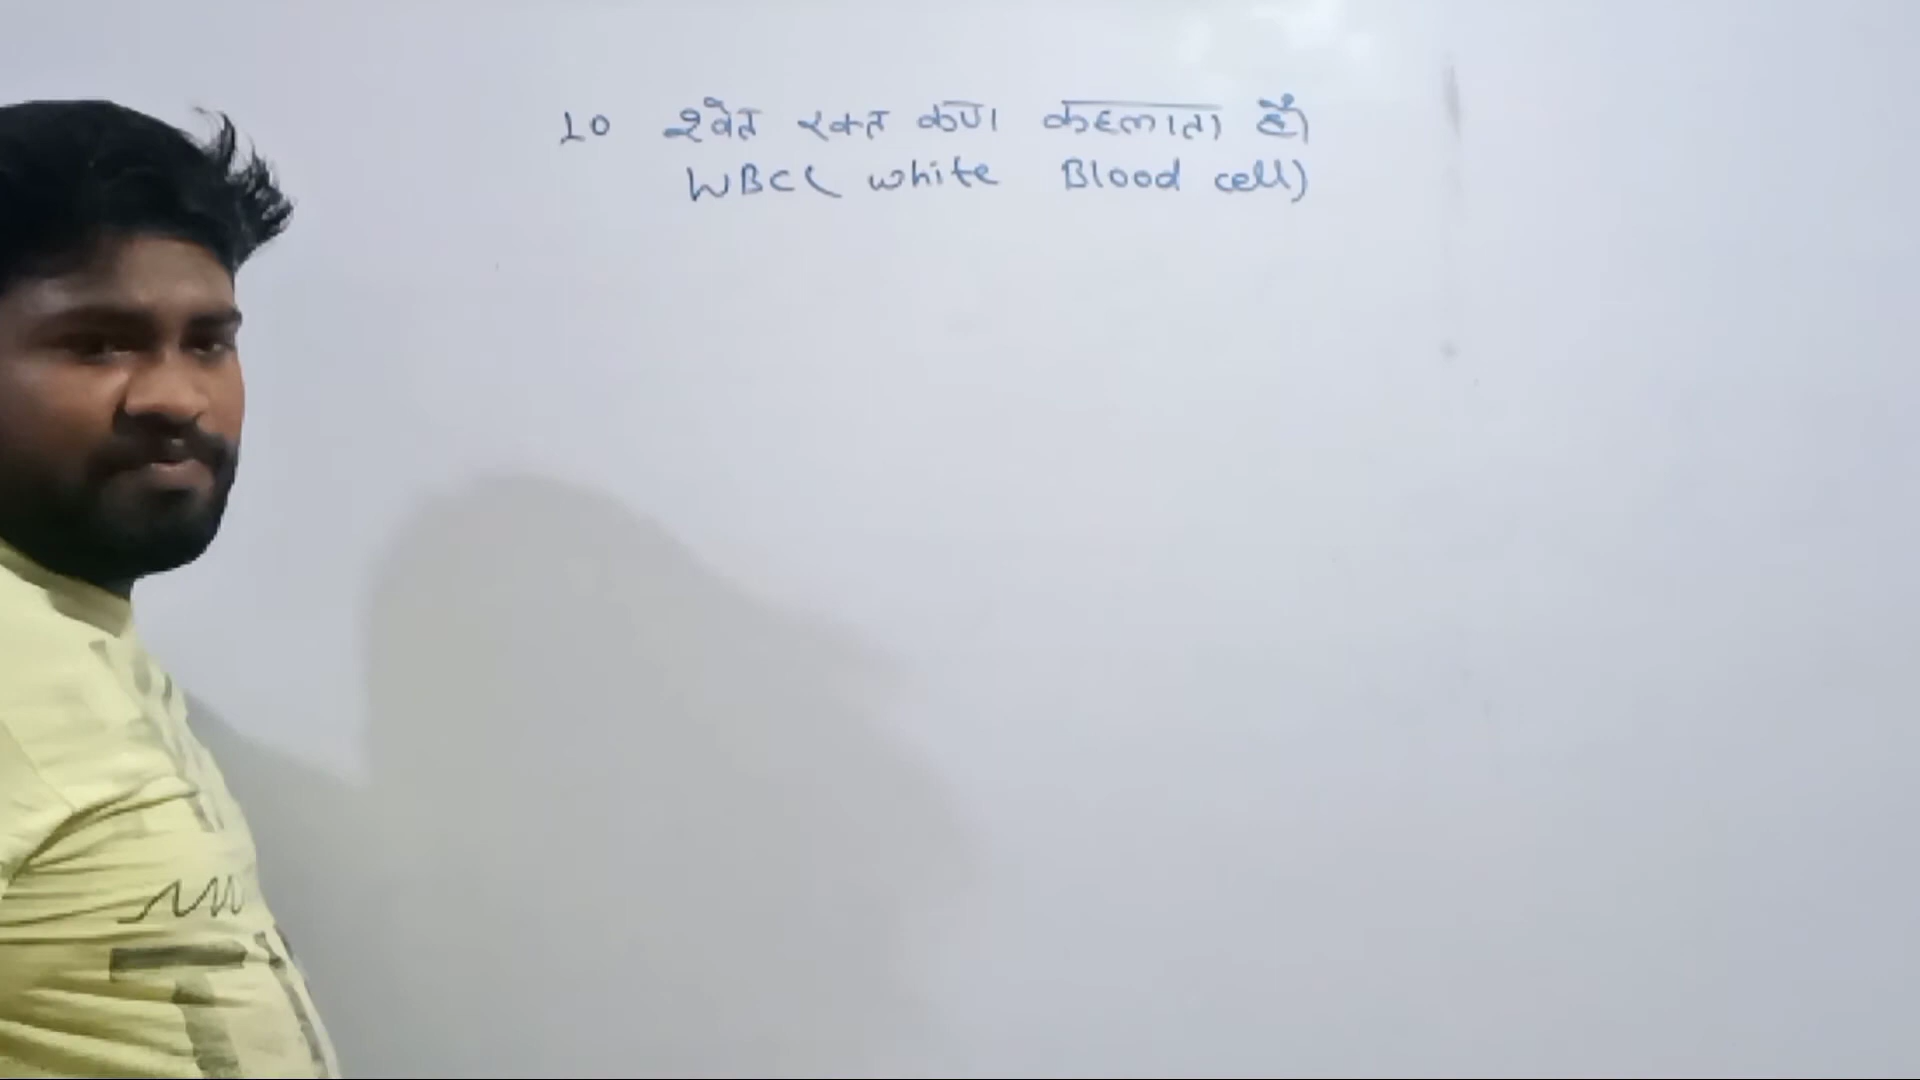 10 श्वेत रक्त कण कहलाता है।
WBC( white Blood cell)